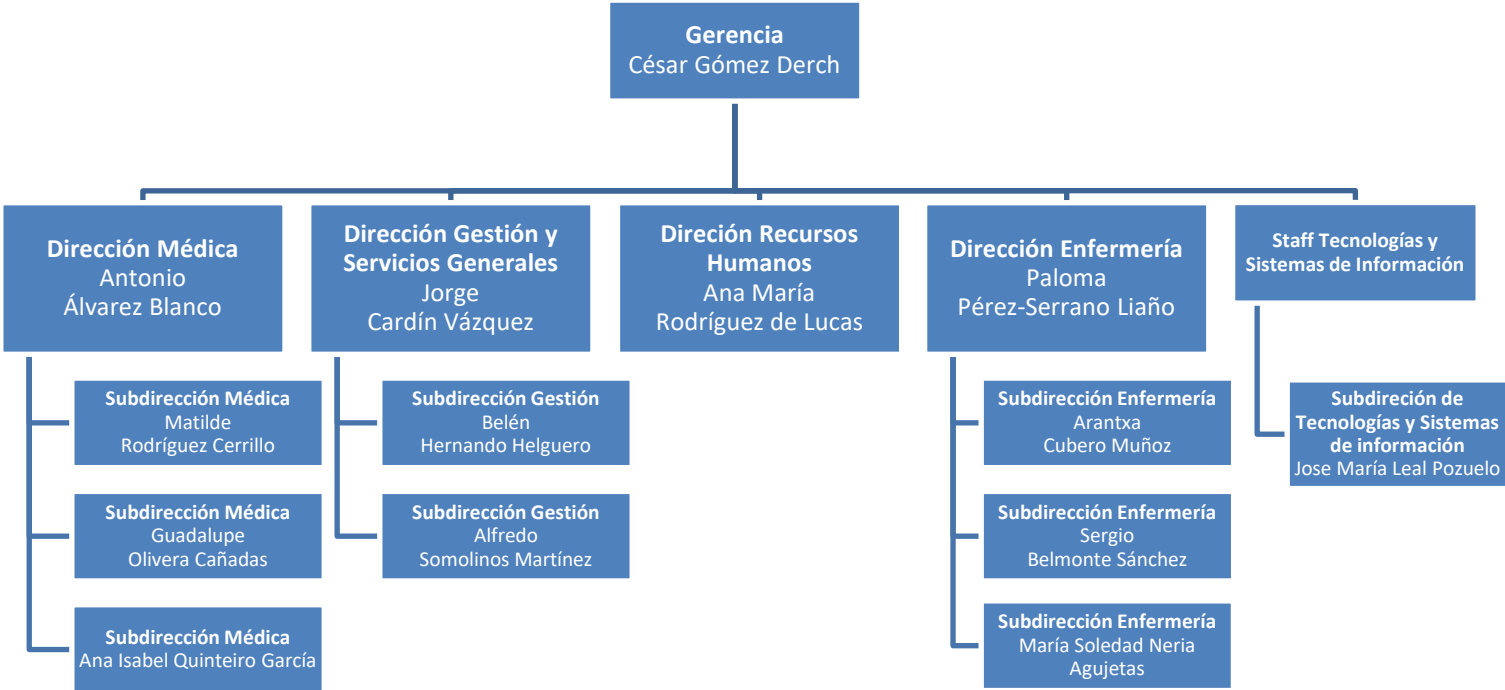 Gerencia
César Gómez Derch
Dirección Médica
Antonio
Álvarez Blanco
Dirección Gestión y
Servicios Generales
Jorge
Cardín Vázquez
Direción Recursos
Humanos
Ana María
Rodríguez de Lucas
Dirección Enfermería
Paloma
Pérez-Serrano Liaño
Staff Tecnologías y
Sistemas de Información
Subdirección Médica
Matilde
Rodríguez Cerrillo
Subdirección Médica
Guadalupe
Olivera Cañadas
Subdirección Médica
Ana Isabel Quinteiro García
Subdirección Gestión
Belén
Hernando Helguero
Subdirección Gestión
Alfredo
Somolinos Martínez
Subdirección Enfermería
Arantxa
Cubero Muñoz
Subdirección Enfermería
Sergio
Belmonte Sánchez
Subdirección Enfermería
María Soledad Neria
Agujetas
Subdireción de
Tecnologías y Sistemas
de información
Jose María Leal Pozuelo